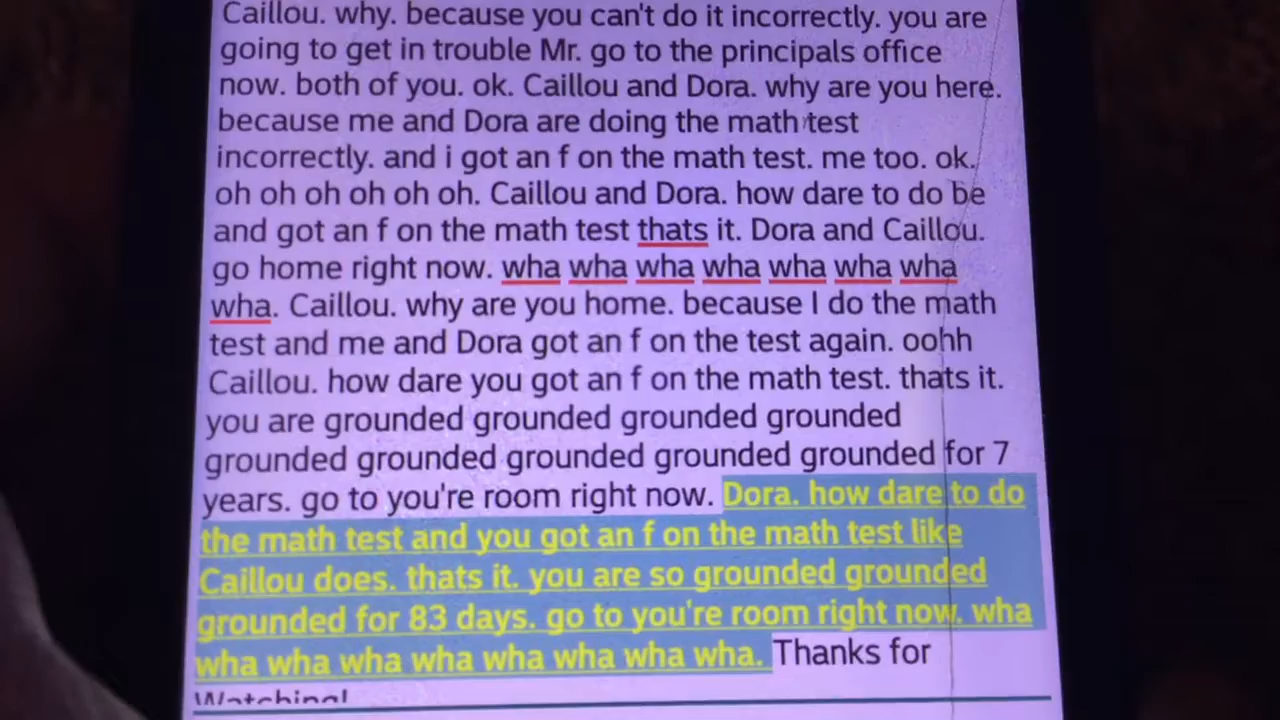 Caillou. why. because you can't do it incorrectly. you are
going to get in trouble Mr. go to the principals office
now. both of you. ok. Caillou and Dora. why are you here.
because me and Dora are doing the math test
incorrectly. and i got an f on the math test. me too. ok.
oh oh oh oh oh oh. Caillou and Dora. how dare to do be
and got an f on the math test thats it. Dora and Caillou.
go home right now. wha wha wha wha wha wha wha
wha. Caillou. why are you home. because I do the math
test and me and Dora got an f on the test again. oohh
Caillou. how dare you got an f on the math test. thats it.
you are grounded grounded grounded grounded
grounded grounded grounded grounded grounded for 7
years. go to you're room right now. Dora. how dare to do
the math test and you got an f on the math test like
Caillou does. thats it. you are so grounded grounded
grounded for 83 days. go to you're room right now. wha
wha wha wha wha wha wha wha wha. Thanks for
Watching!